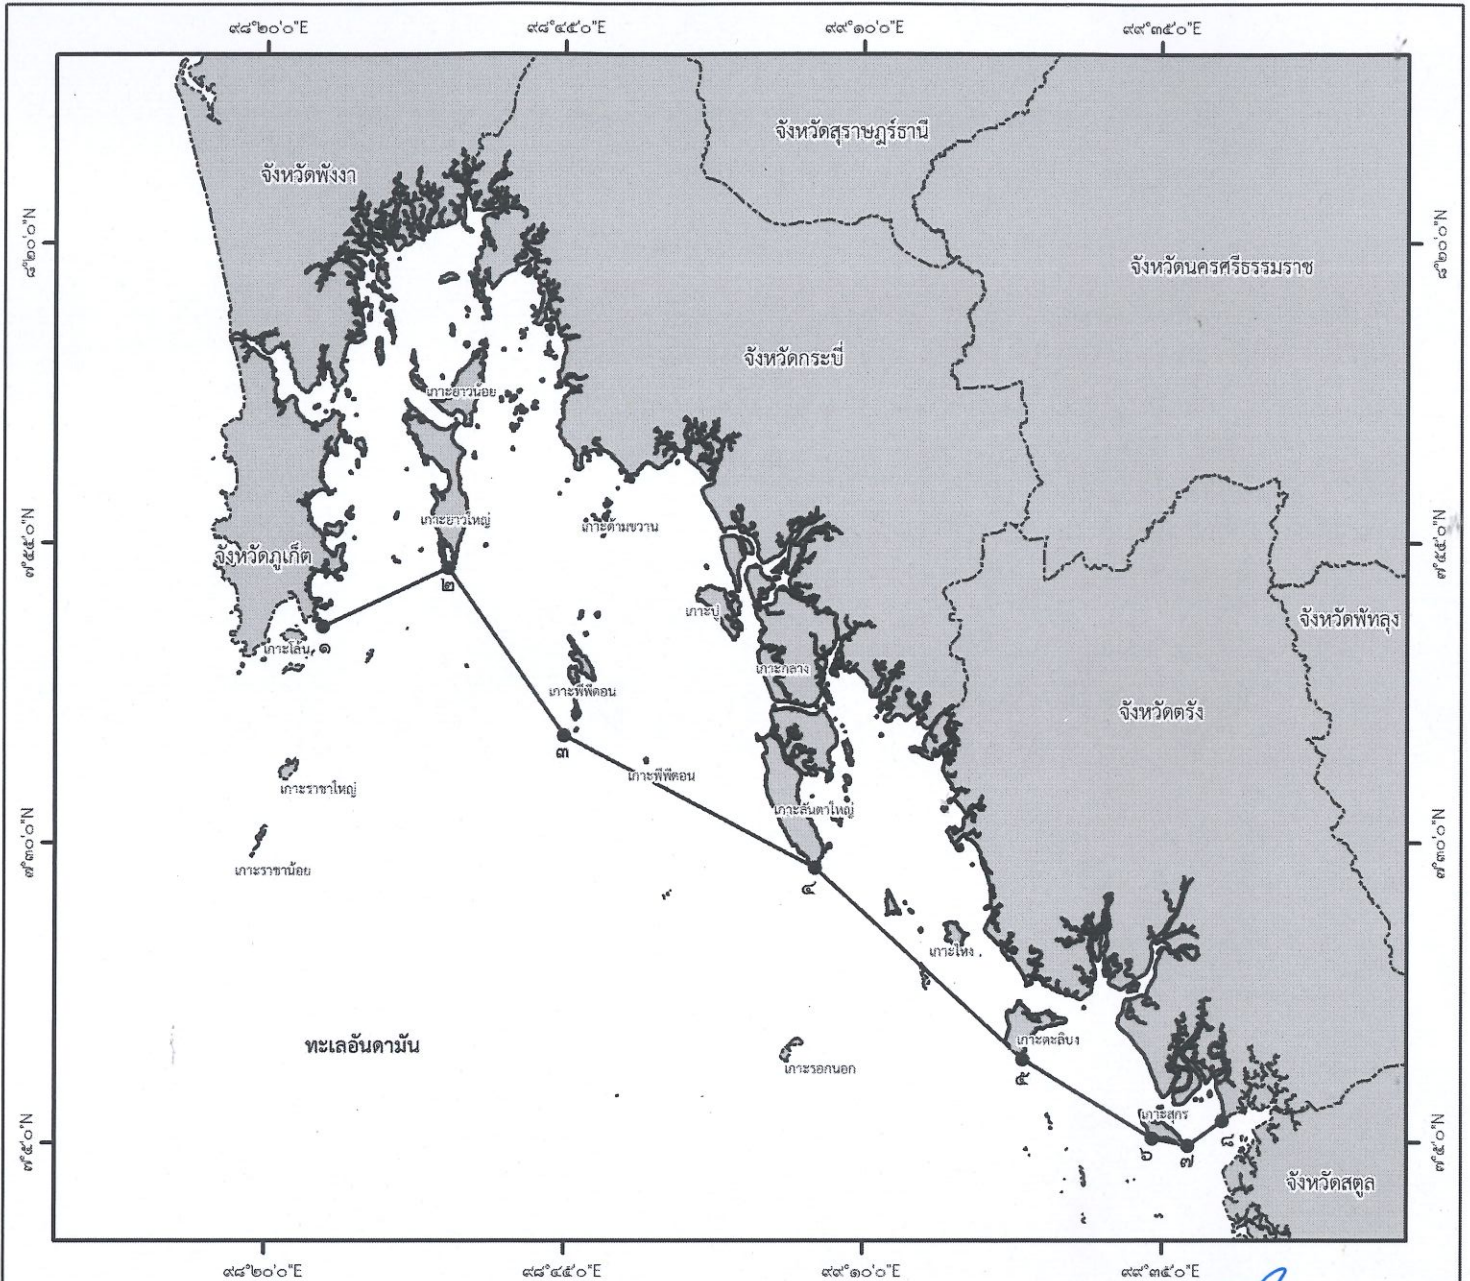 ๙๘°๒๐'๐"E
๙๘°๔๕'๐"E
๙๙°๑๐'๐"E
๙๙°๓๕'๐"E
จังหวัดสุราษฎร์ธานี
จังหวัดพังงา
๘°๒๐'๐"N
๘°๒๐'๐"N
จังหวัดนครศรีธรรมราช
จังหวัดกระบี่
เกาะยาวน้อย
เกาะยาวใหญ่
เกาะด้ามขวาน
๗°๕๕'๐"N
๗°๕๕'๐"N
จังหวัดภูเก็ต
๒
เกาะปู
จังหวัดพัทลุง
เกาะโล้น
๑
เกาะกลาง
เกาะพีพีดอน
จังหวัดตรัง
๓
เกาะพีพีดอน
เกาะราชาใหญ่
เกาะลันตาใหญ่
๗°๓๐'๐"N
๗°๓๐'๐"N
เกาะราชาน้อย
๔
เกาะไหง
ทะเลอันดามัน
เกาะตะลิบง
เกาะรอกนอก
๕
เกาะสุกร
๗°๕'๐"N
๗°๕'๐"N
๖
๗
๘
จังหวัดสตูล
๙๘°๒๐'๐"E
๙๘°๔๕'๐"E
๙๙°๑๐'๐"E
๙๙°๓๕'๐"E